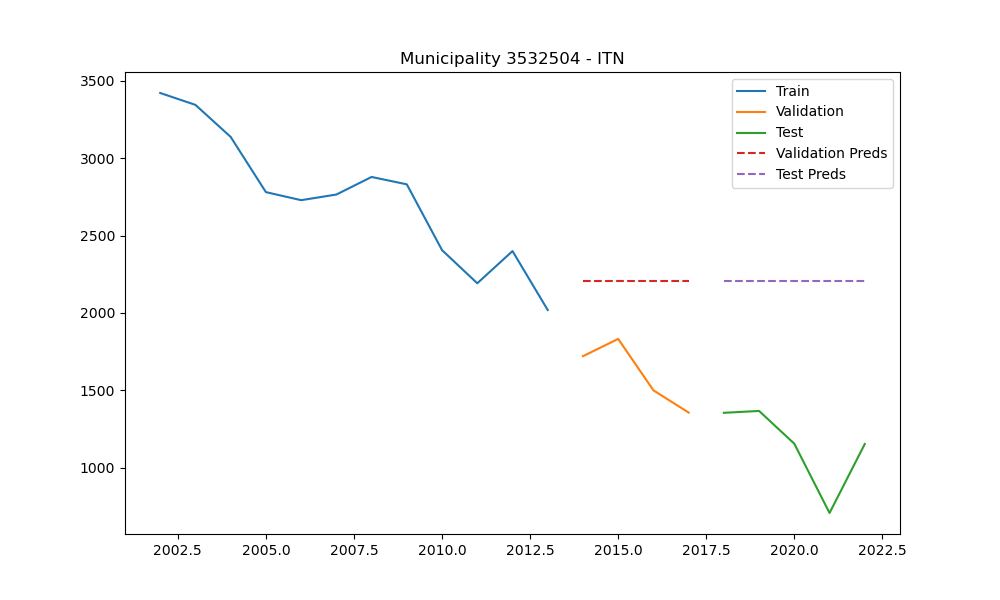 Municipality 3532504 - ITN
3500
3000
2500
2000
1500
1000
Train
Validation
Test
Validation Preds
Test Preds
2002.5 2005.0 2007.5 2010.0 2012.5 2015.0 2017.5 2020.0 2022.5